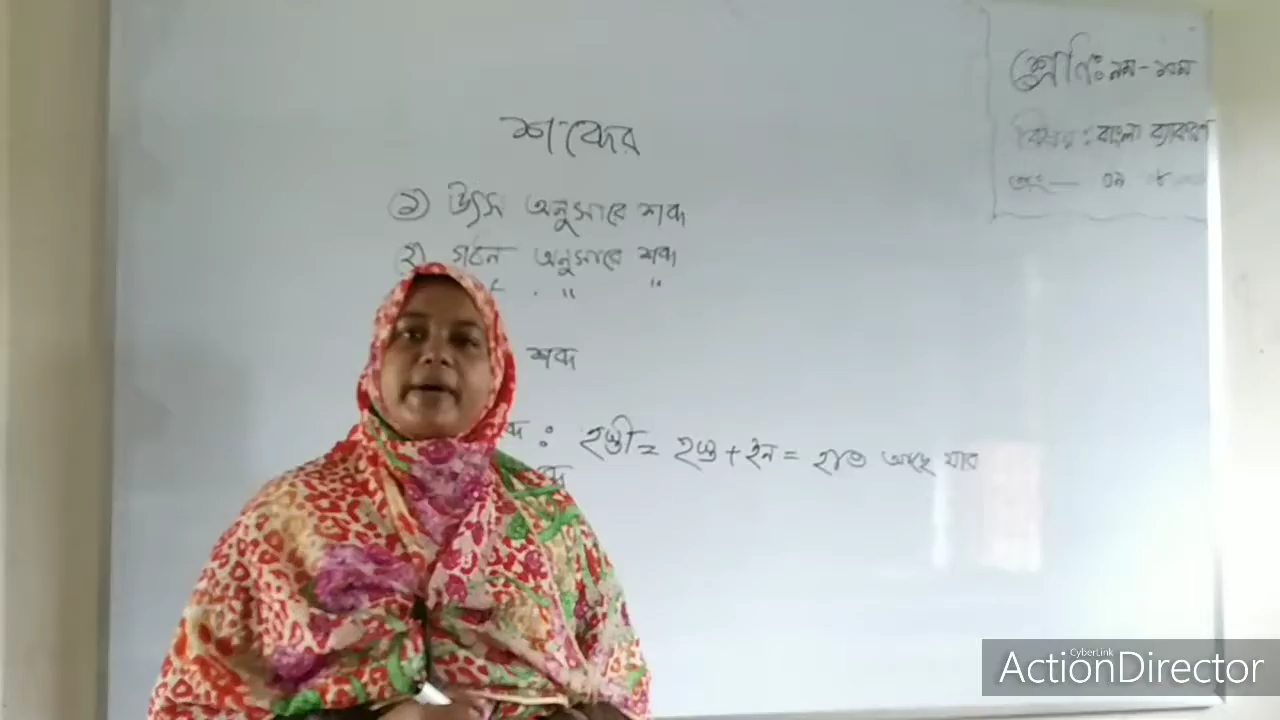 শ্রেণিঃ ৯ম - ১০ম
বিষয় : বাংলা ব্যাকরণ
শব্দের
১) উৎস অনুসারে শব্দ
২) গঠন অনুসারে শব্দ
" "
শব্দ
: হস্তী = হস্ত + ইন = হাত আছে যার
CyberLink
ActionDirector